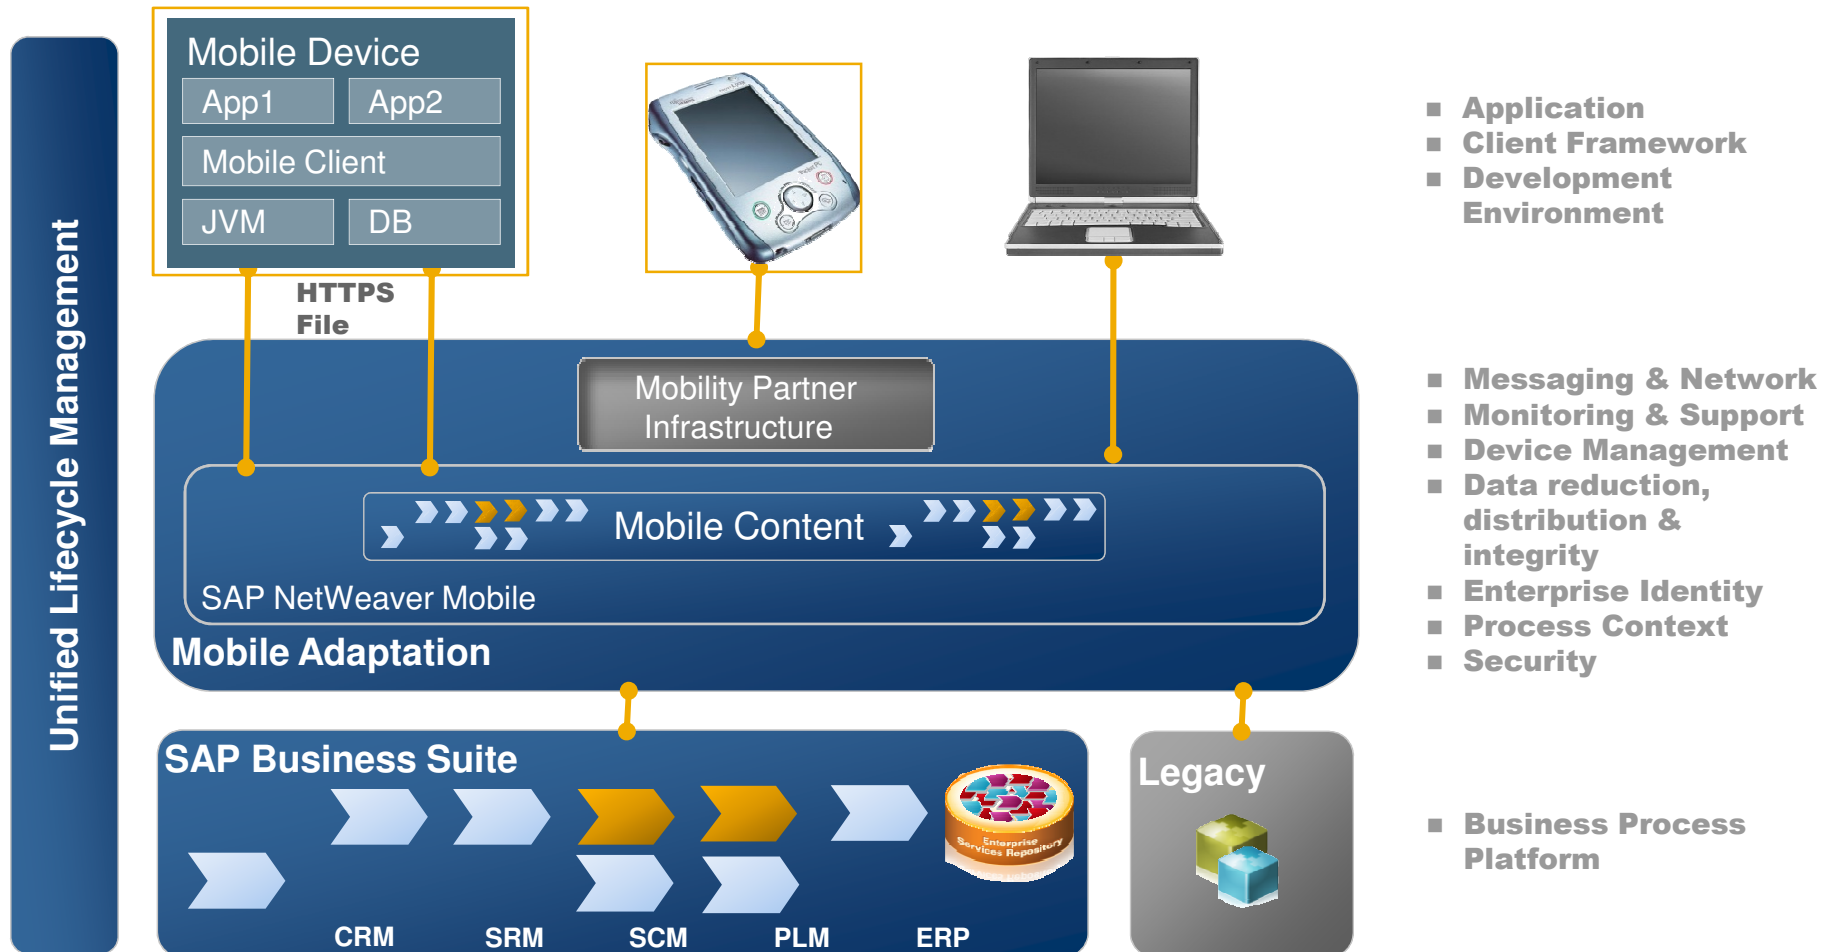 Unified Lifecycle Management
Mobile Device
App1
App2
Mobile Client
JVM
DB
HTTPS
File
Mobility Partner
Infrastructure
Mobile Content
SAP NetWeaver Mobile
Mobile Adaptation
SAP Business Suite
Enterprise
Services Repository
CRM
SRM
SCM
PLM
ERP
Legacy
Application
Client Framework
Development
Environment
Messaging & Network
Monitoring & Support
Device Management
Data reduction,
distribution &
integrity
Enterprise Identity
Process Context
Security
Business Process
Platform